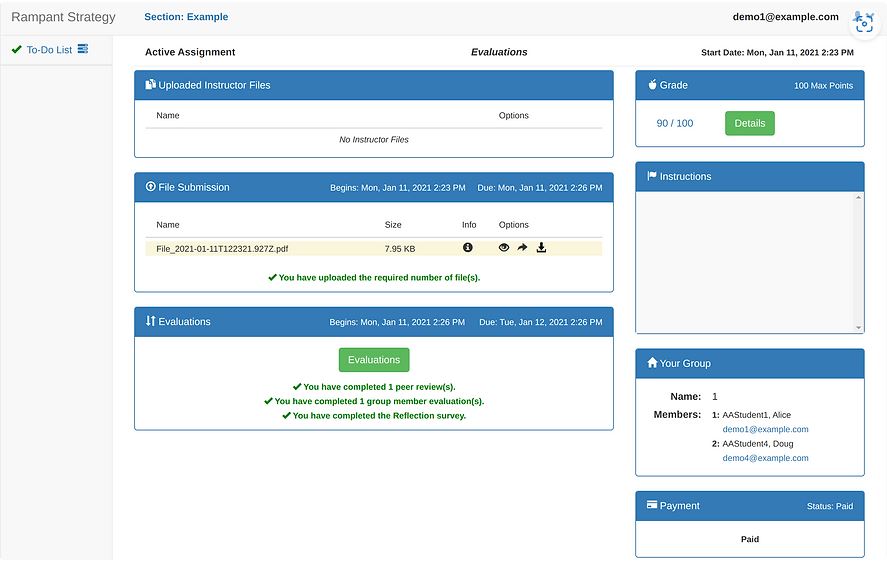 Rampant Strategy
Section: Example
demo1@example.com
To-Do List
Active Assignment
Evaluations
Start Date: Mon, Jan 11, 2021 2:23 PM
Uploaded Instructor Files
Name Options
No Instructor Files
File Submission Begins: Mon, Jan 11, 2021 2:23 PM Due: Mon, Jan 11, 2021 2:26 PM
Name Size Info Options
File_2021-01-11T122321.927Z.pdf 7.95 KB
You have uploaded the required number of file(s).
Evaluations Begins: Mon, Jan 11, 2021 2:26 PM Due: Tue, Jan 12, 2021 2:26 PM
Evaluations
You have completed 1 peer review(s).
You have completed 1 group member evaluation(s).
You have completed the Reflection survey.
Grade 100 Max Points
90 / 100 Details
Instructions
Your Group
Name: 1
Members: 1: AAStudent1, Alice
demo1@example.com
2: AAStudent4, Doug
demo4@example.com
Payment Status: Paid
Paid